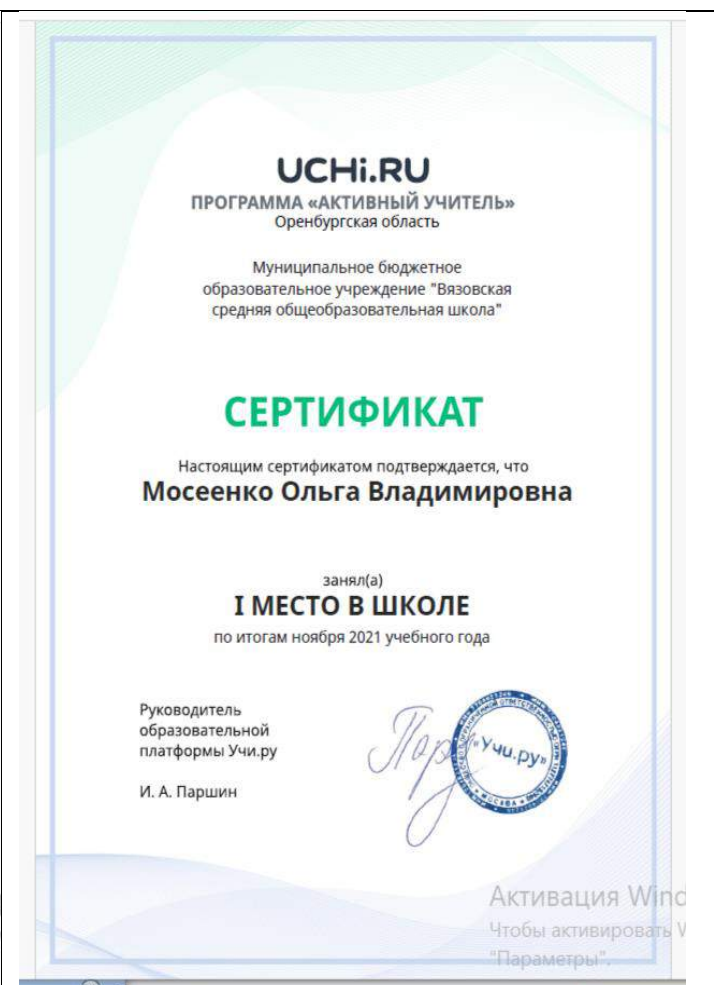 UCHi.RU
ПРОГРАММА «АКТИВНЫЙ УЧИТЕЛЬ»
Оренбургская область
Муниципальное бюджетное
образовательное учреждение "Вязовская
средняя общеобразовательная школа"
СЕРТИФИКАТ
Настоящим сертификатом подтверждается, что
Мосеенко Ольга Владимировна
занял(а)
I МЕСТО В ШКОЛЕ
по итогам ноября 2021 учебного года
Руководитель
образовательной
платформы Учи.ру
И. А. Паршин
«Учи.ру»
МОСКВА
Активация Wind
Чтобы активировать W
"Параметры".